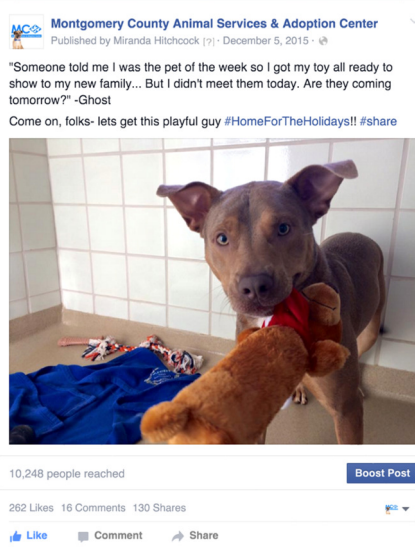 Montgomery County Animal Services & Adoption Center
Published by Miranda Hitchcock [?] · December 5, 2015 ·
"Someone told me I was the pet of the week so I got my toy all ready to
show to my new family... But I didn't meet them today. Are they coming
tomorrow?" -Ghost
Come on, folks- lets get this playful guy #HomeForTheHolidays!! #share
10,248 people reached
Boost Post
262 Likes 16 Comments 130 Shares
Like Comment Share